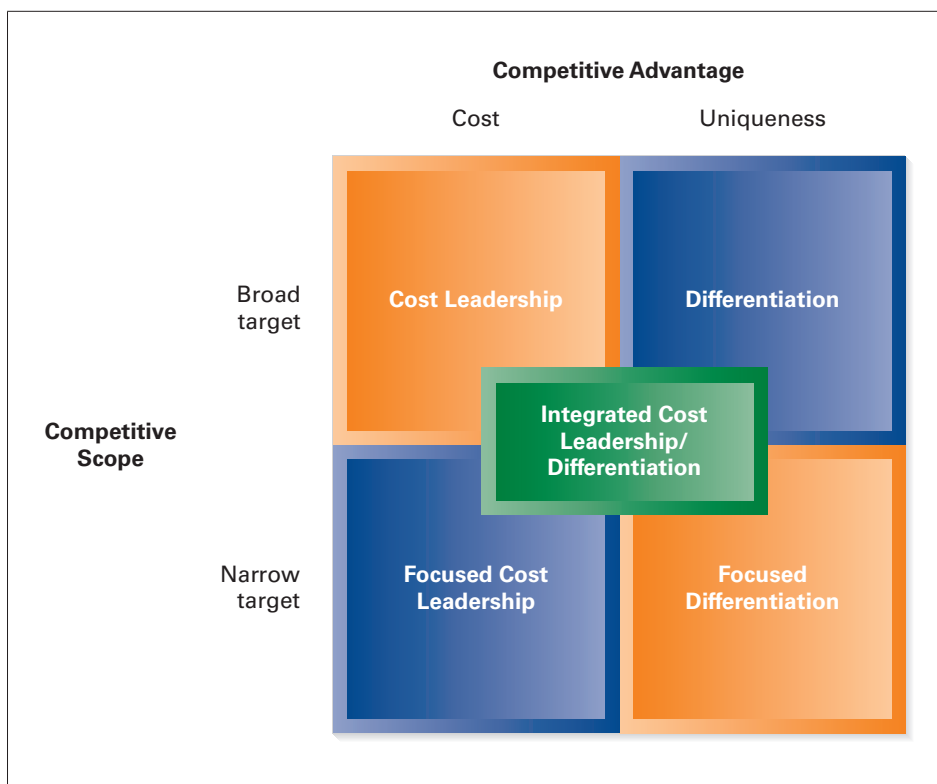 Competitive Advantage
Cost
Uniqueness
Broad
target
Cost Leadership
Differentiation
Competitive
Scope
Integrated Cost
Leadership/
Differentiation
Narrow
target
Focused Cost
Leadership
Focused
Differentiation